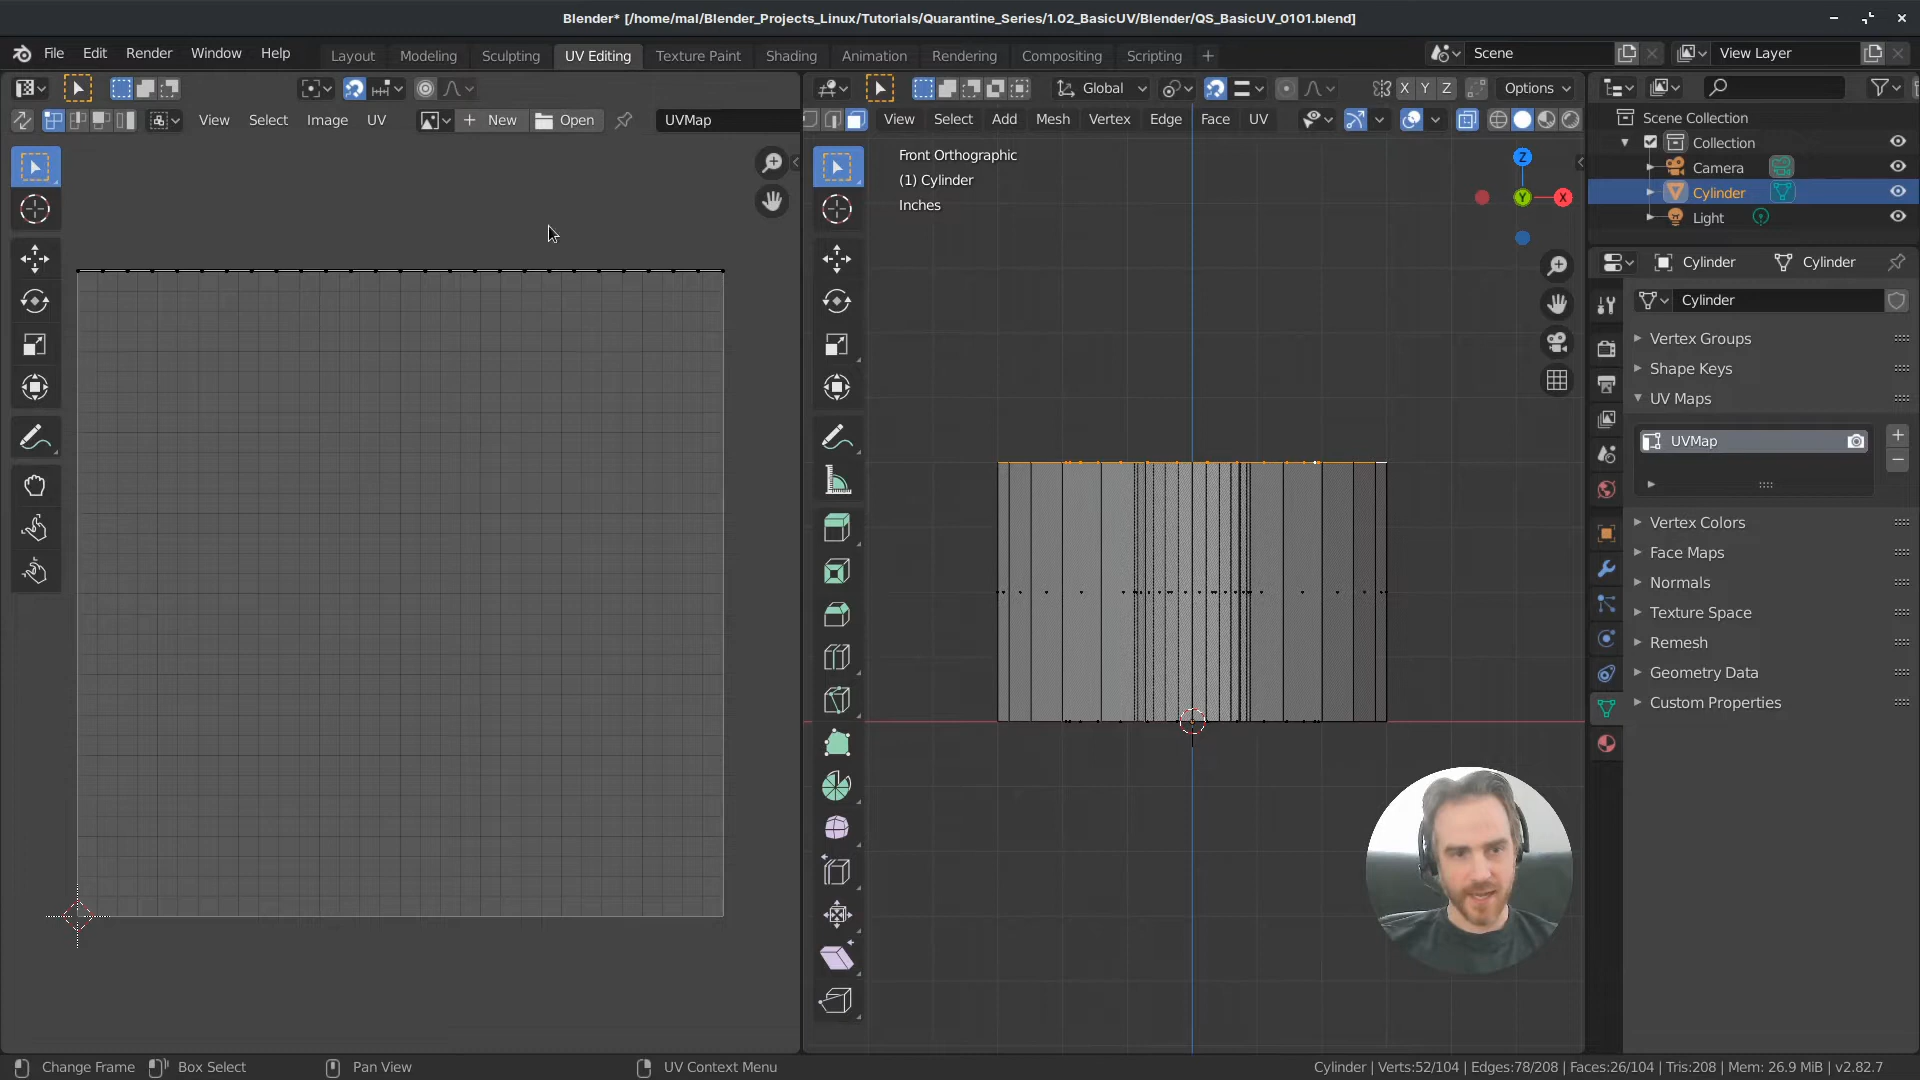 Blender* [/home/mal/Blender_Projects_Linux/Tutorials/Quarantine_Series/1.02_BasicUV/Blender/QS_BasicUV_0101.blend]
File Edit Render Window Help Layout Modeling Sculpting UV Editing Texture Paint Shading Animation Rendering Compositing Scripting + Scene View Layer
Global X Y Z Options
View Select Image UV + New Open UVMap View Select Add Mesh Vertex Edge Face UV
Scene Collection
Collection
Camera
Cylinder
Light
Front Orthographic
(1) Cylinder
Inches
Z
Y
X
Cylinder Cylinder
Cylinder
Vertex Groups
Shape Keys
UV Maps
UVMap
Vertex Colors
Face Maps
Normals
Texture Space
Remesh
Geometry Data
Custom Properties
Change Frame Box Select Pan View UV Context Menu Cylinder | Verts:52/104 | Edges:78/208 | Faces:26/104 | Tris:208 | Mem: 26.9 MiB | v2.82.7